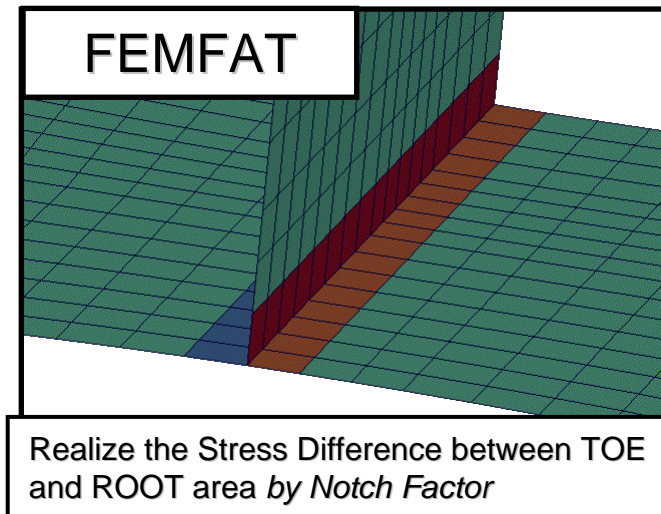 FEMFAT
Realize the Stress Difference between TOE
and ROOT area by Notch Factor